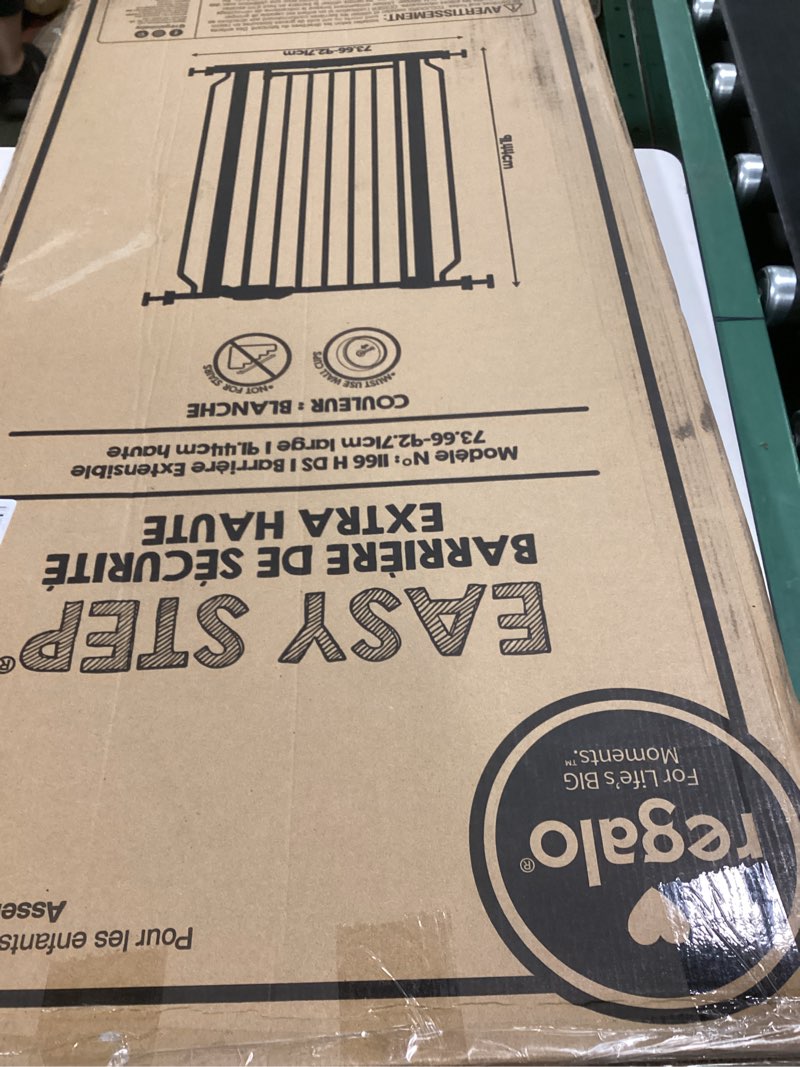 regalo®
For Life's BIG
Moments.™
Pour les enfants
EASY STEP®
BARRIÈRE DE SÉCURITÉ
EXTRA HAUTE
Modèle N°: 1166 H DS | Barrière Extensible
73.66-92.71cm large | 91.44cm haute
COULEUR : BLANCHE
•MUST USE WALL CUPS
•NOT FOR STAIRS
91.44cm
73.66-92.71cm
AVERTISSEMENT: